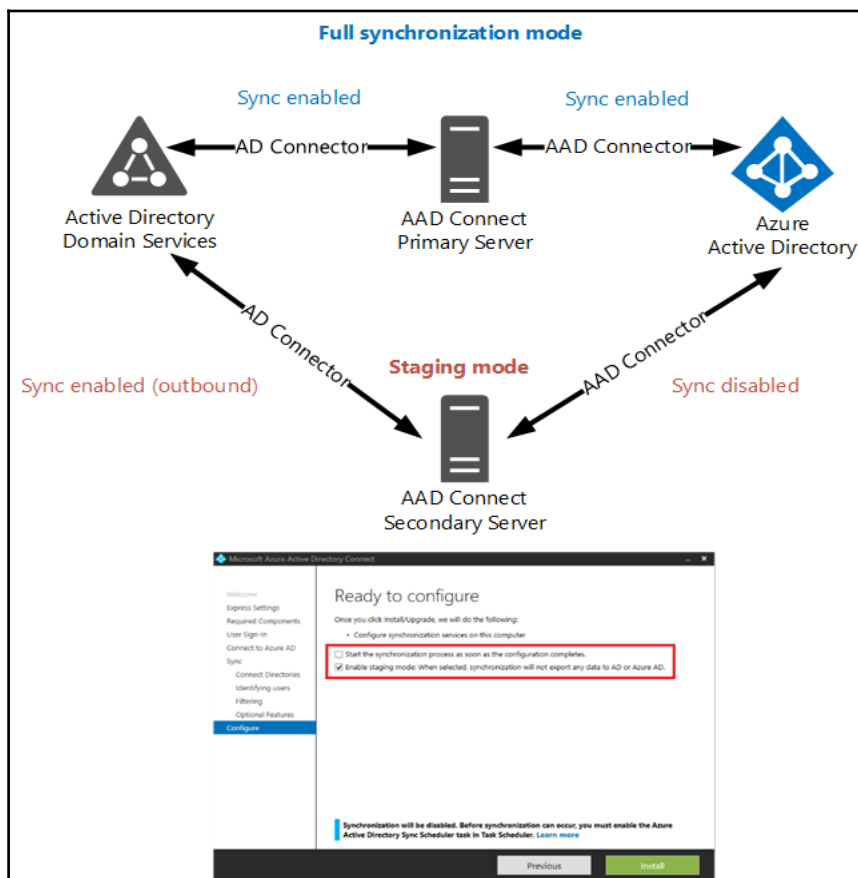 Full synchronization mode
Sync enabled
Sync enabled
AD Connector
AAD Connector
Active Directory
Domain Services
AAD Connect
Primary Server
Azure
Active Directory
AD Connector
AAD Connector
Sync enabled (outbound)
Staging mode
Sync disabled
AAD Connect
Secondary Server
Microsoft Azure Active Directory Connect
Welcome
Express Settings
Required Components
User Sign-In
Connect to Azure AD
Sync
Connect Directories
Identifying users
Filtering
Optional Features
Configure
Ready to configure
Once you click Install/Upgrade, we will do the following:
• Configure synchronization services on this computer
Start the synchronization process as soon as the configuration completes.
Enable staging mode: When selected, synchronization will not export any data to AD or Azure AD.
Synchronization will be disabled. Before synchronization can occur, you must enable the Azure
Active Directory Sync Scheduler task in Task Scheduler. Learn more
Previous
Install